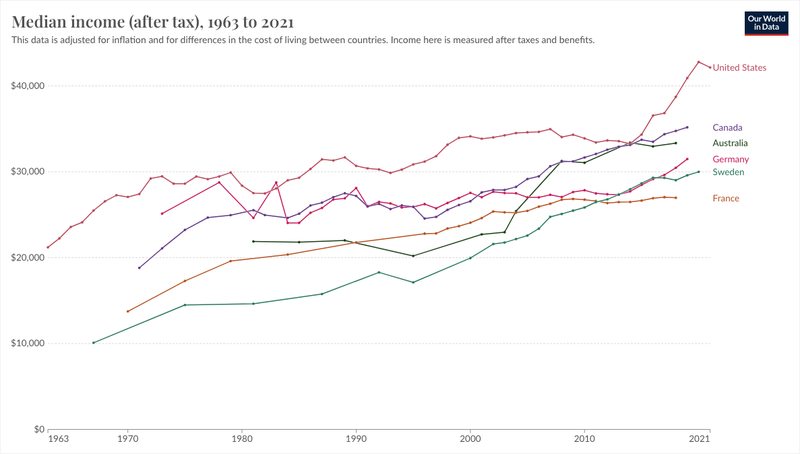 Median income (after tax), 1963 to 2021
This data is adjusted for inflation and for differences in the cost of living between countries. Income here is measured after taxes and benefits.
Our World
in Data
United States
$40,000
Canada
Australia
$30,000
Germany
Sweden
France
$20,000
$10,000
$0
1963
1970
1980
1990
2000
2010
2021